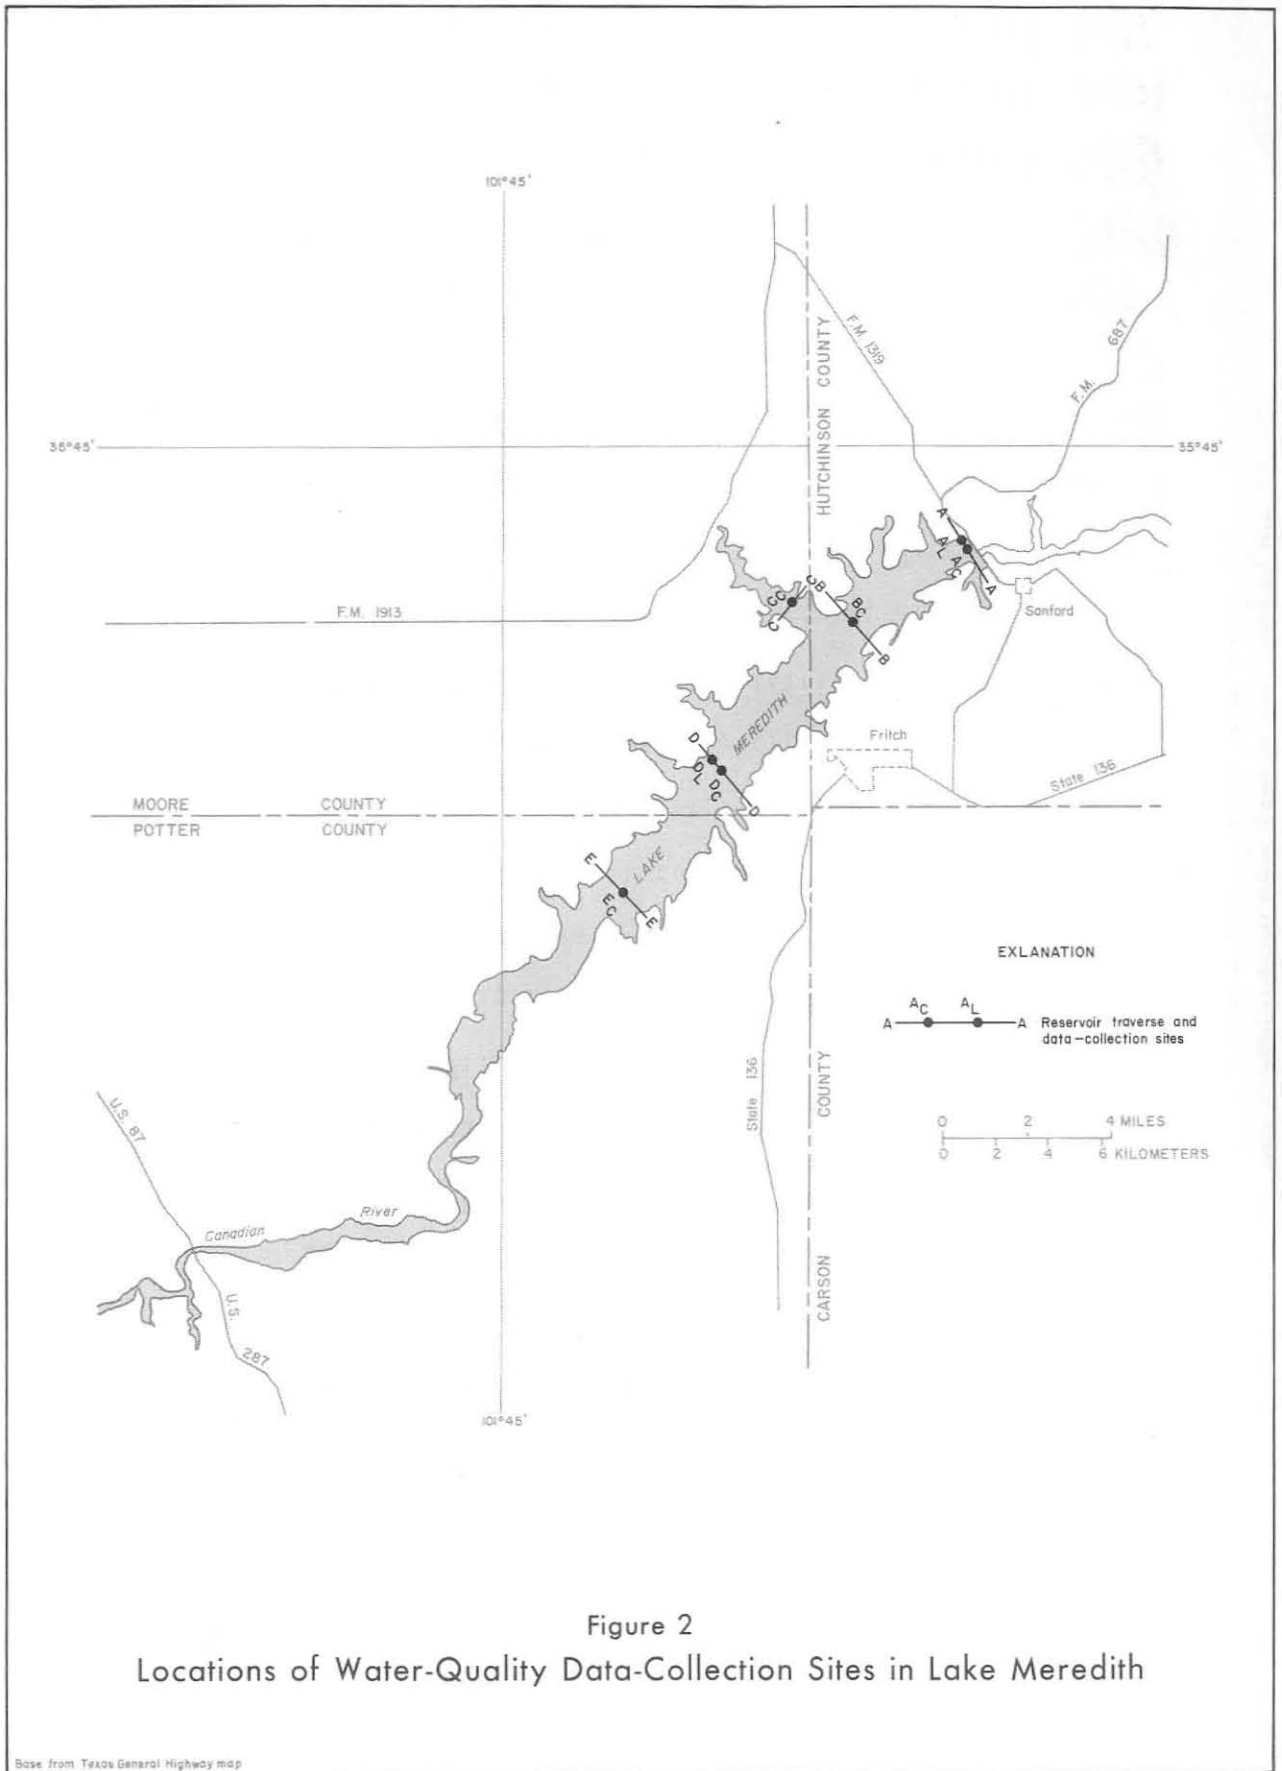 101°45'
HUTCHINSON COUNTY
F.M. 1319
F.M. 687
35°45'
35°45'
A
AL
AC
A
Sanford
F.M. 1913
C
CC
C
B
BC
B
MEREDITH
Fritch
State 136
D
DL
DC
D
MOORE COUNTY
POTTER COUNTY
LAKE
E
EC
E
EXLANATION
A AC AL A Reservoir traverse and
data-collection sites
State 136
CARSON COUNTY
0 2 4 MILES
0 2 4 6 KILOMETERS
U.S. 87
Canadian River
U.S. 287
101°45'
Figure 2
Locations of Water-Quality Data-Collection Sites in Lake Meredith
Base from Texas General Highway map